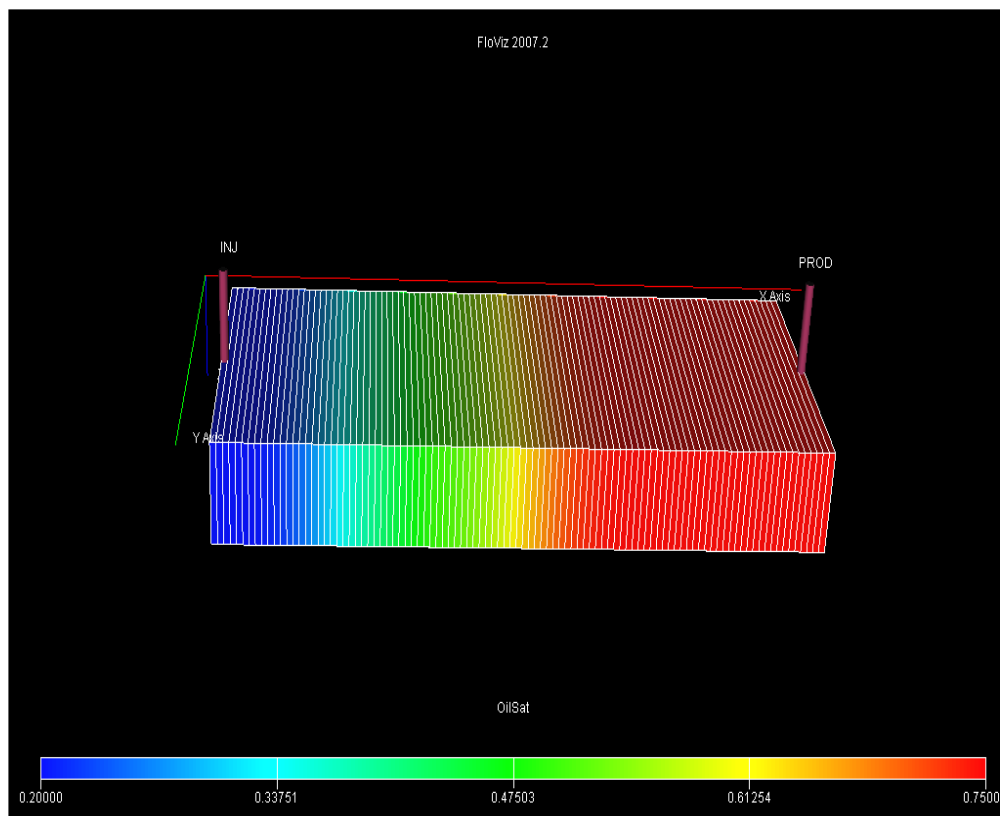 FloViz 2007.2
INJ
PROD
X Axis
Y Axis
OilSat
0.20000 0.33751 0.47503 0.61254 0.7500